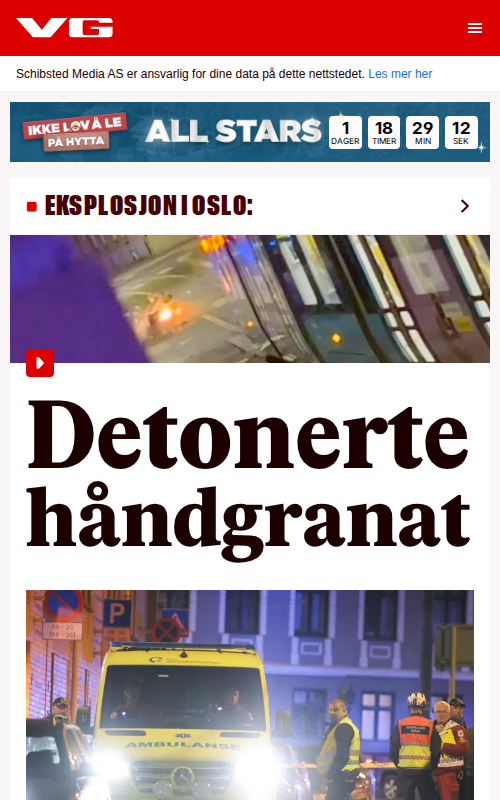 VG
Schibsted Media AS er ansvarlig for dine data på dette nettstedet. Les mer her
IKKE LOV Å LE
PÅ HYTTA
ALL STARS
1 18 29 12
DAGER TIMER MIN SEK
EKSPLOSJON I OSLO:
Detonerte
håndgranat
P
AMBULANSE